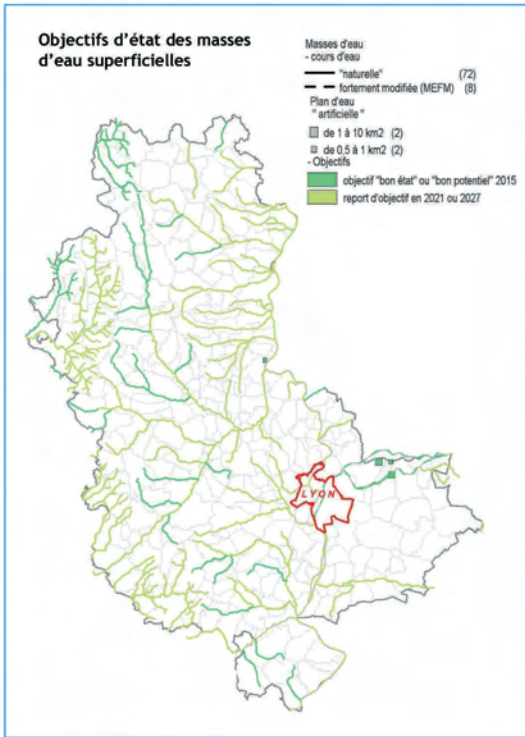 Objectifs d'état des masses
d'eau superficielles
Masses d'eau
- cours d'eau
"naturelle" (72)
fortement modifiée (MEFM) (8)
Plan d'eau
" artificielle "
de 1 à 10 km2 (2)
de 0,5 à 1 km2 (2)
- Objectifs
objectif "bon état" ou "bon potentiel" 2015
report d'objectif en 2021 ou 2027
LYON